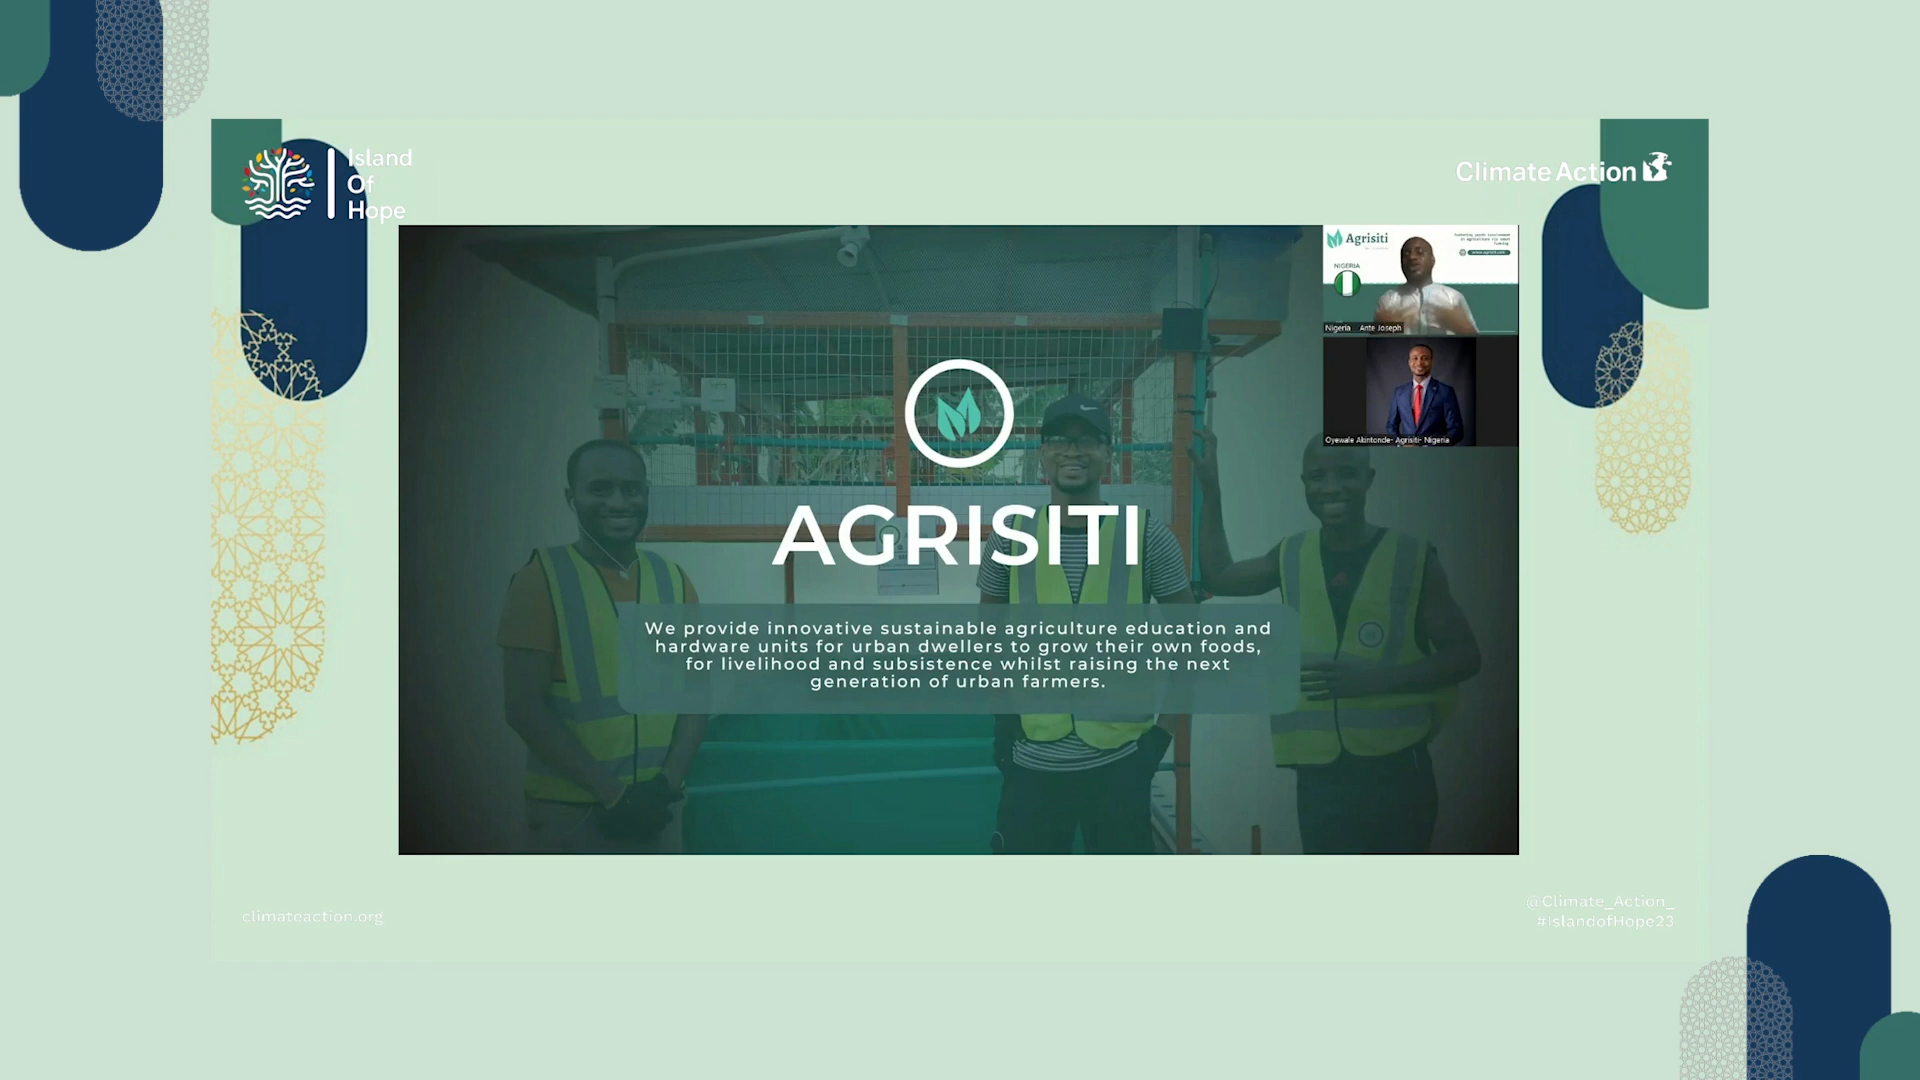 Island
Of
Hope
Climate Action
Agrisiti
NIGERIA
Nigeria Ante Joseph
Oyewale Akintonde- Agrisiti- Nigeria
AGRISITI
We provide innovative sustainable agriculture education and
hardware units for urban dwellers to grow their own foods,
for livelihood and subsistence whilst raising the next
generation of urban farmers.
climateaction.org
@Climate_Action_
#IslandofHope23